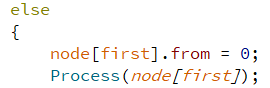 else
{
    node[first].from = 0;
    Process(node[first]);